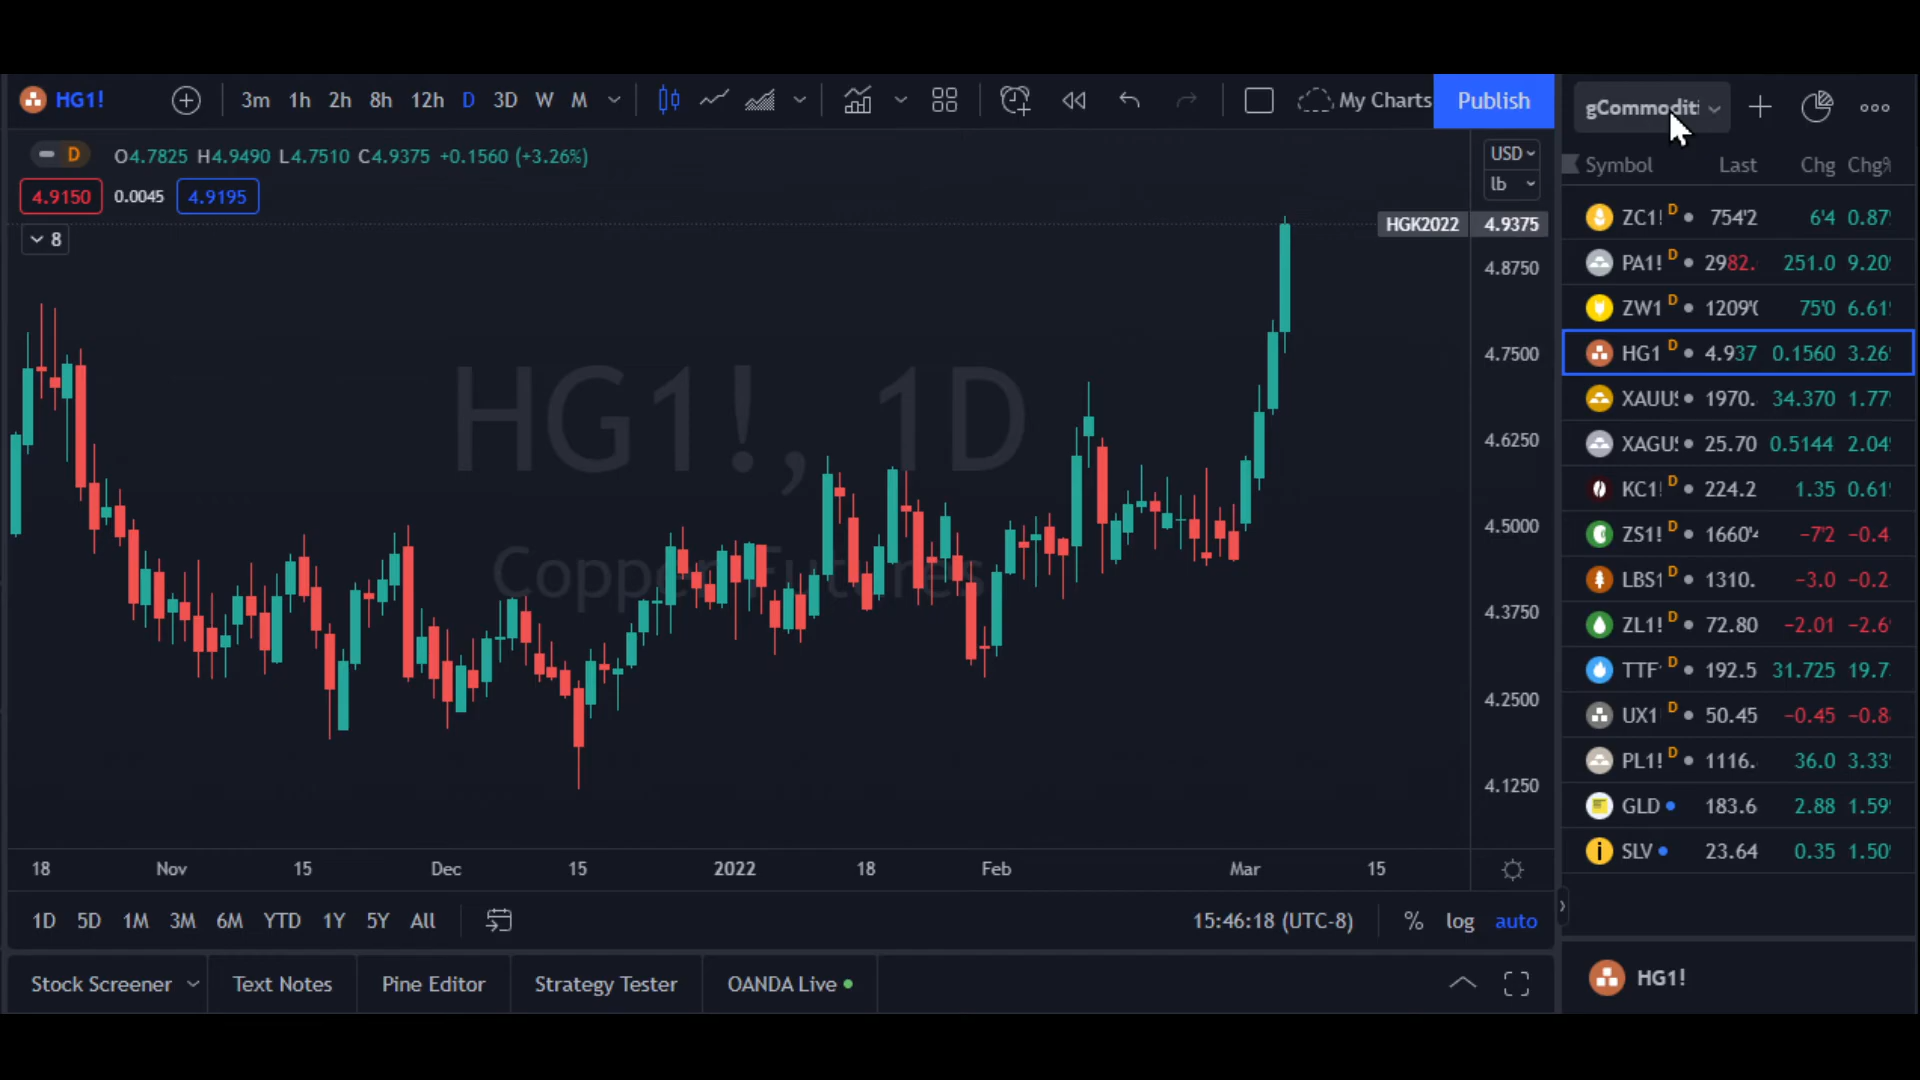 HG1! 3m 1h 2h 8h 12h D 3D W M My Charts Publish
D O4.7825 H4.9490 L4.7510 C4.9375 +0.1560 (+3.26%)
4.9150 0.0045 4.9195
8
HG1!, 1D
Copper Futures
USD
lb
HGK2022 4.9375
4.8750
4.7500
4.6250
4.5000
4.3750
4.2500
4.1250
18 Nov 15 Dec 15 2022 18 Feb Mar 15
1D 5D 1M 3M 6M YTD 1Y 5Y All 15:46:18 (UTC-8) % log auto
Stock Screener Text Notes Pine Editor Strategy Tester OANDA Live
gCommoditi
Symbol Last Chg Chg%
ZC1! D 754'2 6'4 0.87
PA1! D 2982. 251.0 9.20
ZW1 D 1209'0 75'0 6.61
HG1 D 4.937 0.1560 3.26
XAUU 1970. 34.370 1.77
XAGU 25.70 0.5144 2.04
KC1! D 224.2 1.35 0.61
ZS1! D 1660'4 −7'2 −0.4
LBS1 D 1310. −3.0 −0.2
ZL1! D 72.80 −2.01 −2.6
TTF D 192.5 31.725 19.7
UX1 D 50.45 −0.45 −0.8
PL1! D 1116. 36.0 3.33
GLD 183.6 2.88 1.59
SLV 23.64 0.35 1.50
HG1!